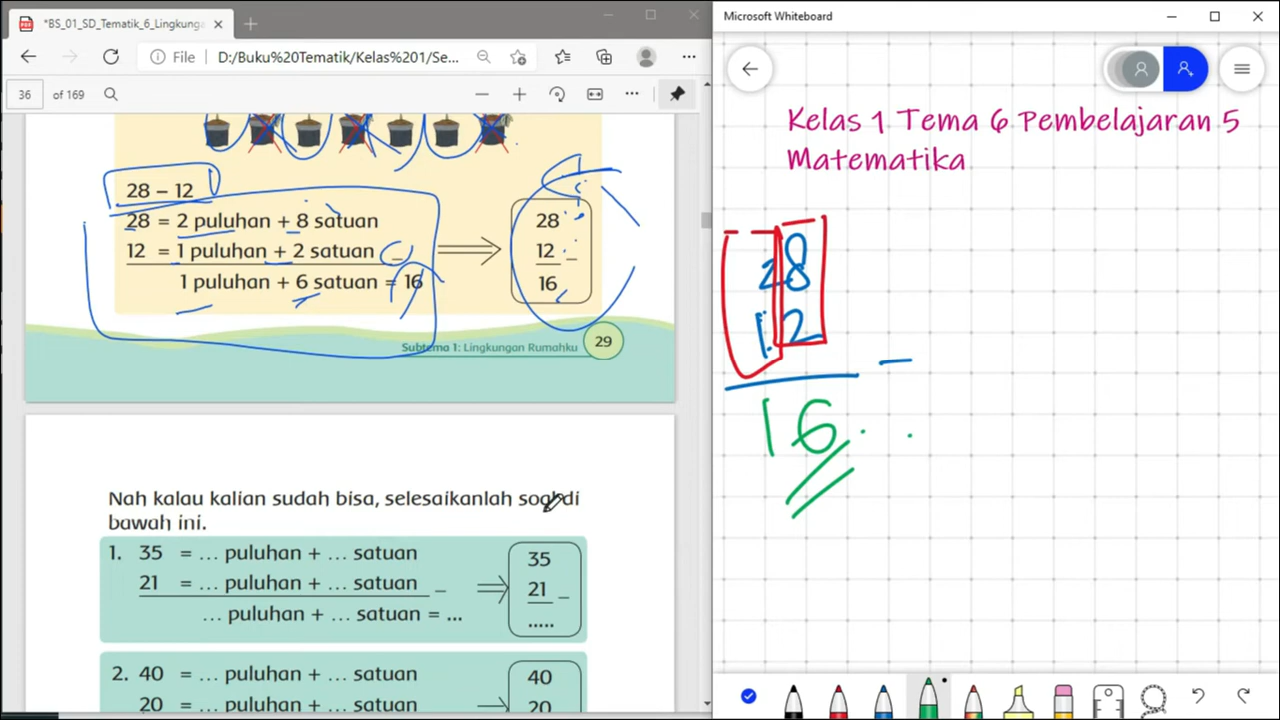 *BS_01_SD_Tematik_6_Lingkunga
File
D:/Buku%20Tematik/Kelas%201/Se...
36
of 169
28 – 12
28 = 2 puluhan + 8 satuan
12 = 1 puluhan + 2 satuan –
1 puluhan + 6 satuan = 16
28
12 –
16
Subtema 1: Lingkungan Rumahku
29
Nah kalau kalian sudah bisa, selesaikanlah soal di
bawah ini.
1. 35 = ... puluhan + ... satuan
21 = ... puluhan + ... satuan –
... puluhan + ... satuan = ...
35
21 –
.....
2. 40 = ... puluhan + ... satuan
20 = ... puluhan + ... satuan
40
20
Microsoft Whiteboard
Kelas 1 Tema 6 Pembelajaran 5
Matematika
28
12
–
16